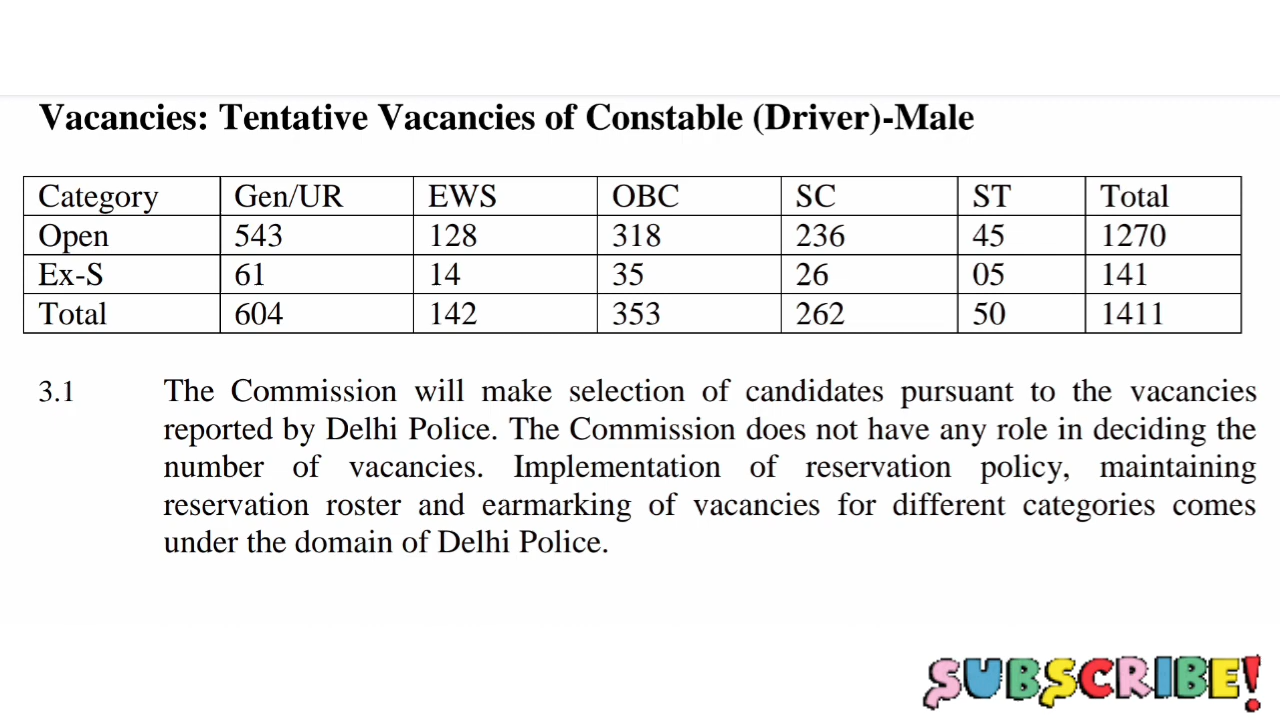 Vacancies: Tentative Vacancies of Constable (Driver)-Male
Category Gen/UR EWS OBC SC ST Total
Open 543 128 318 236 45 1270
Ex-S 61 14 35 26 05 141
Total 604 142 353 262 50 1411
3.1 The Commission will make selection of candidates pursuant to the vacancies
reported by Delhi Police. The Commission does not have any role in deciding the
number of vacancies. Implementation of reservation policy, maintaining
reservation roster and earmarking of vacancies for different categories comes
under the domain of Delhi Police.
SUBSCRIBE!